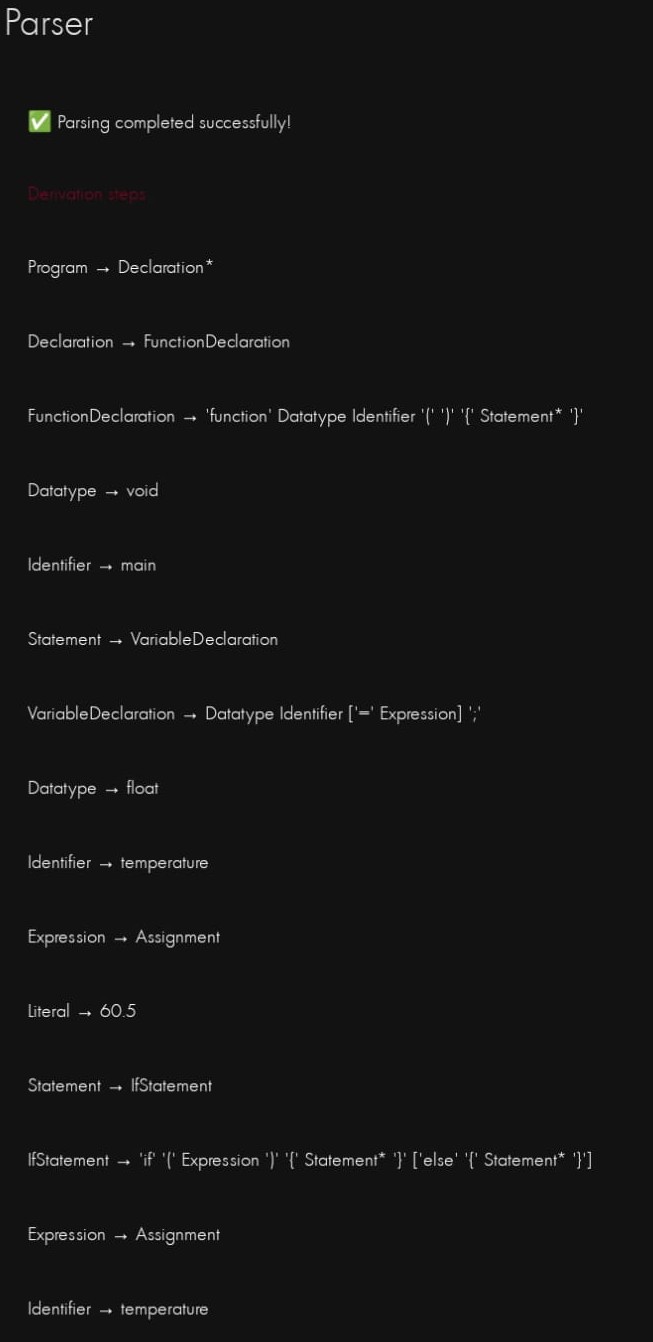 Parser
✅ Parsing completed successfully!
Derivation steps
Program → Declaration*
Declaration → FunctionDeclaration
FunctionDeclaration → 'function' Datatype Identifier '(' ')' '{' Statement* '}'
Datatype → void
Identifier → main
Statement → VariableDeclaration
VariableDeclaration → Datatype Identifier ['=' Expression] ';'
Datatype → float
Identifier → temperature
Expression → Assignment
Literal → 60.5
Statement → IfStatement
IfStatement → 'if' '(' Expression ')' '{' Statement* '}' ['else' '{' Statement* '}']
Expression → Assignment
Identifier → temperature